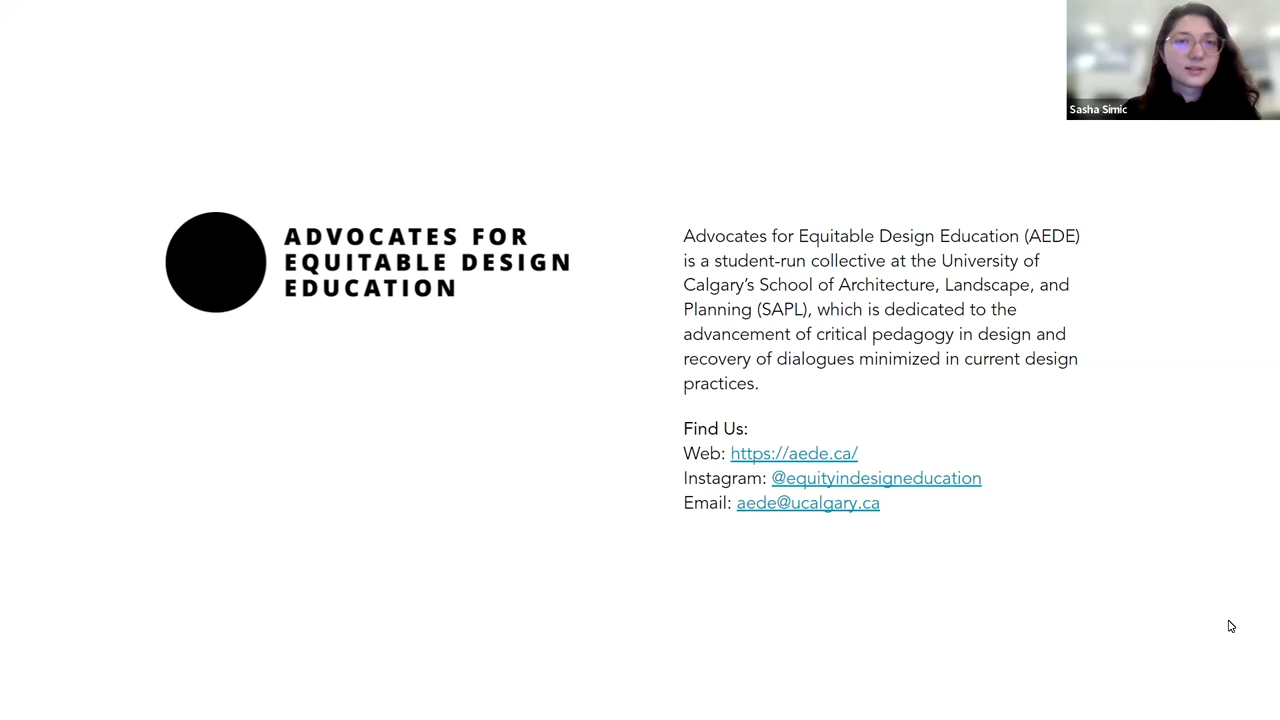 Sasha Simic
ADVOCATES FOR
EQUITABLE DESIGN
EDUCATION
Advocates for Equitable Design Education (AEDE)
is a student-run collective at the University of
Calgary’s School of Architecture, Landscape, and
Planning (SAPL), which is dedicated to the
advancement of critical pedagogy in design and
recovery of dialogues minimized in current design
practices.
Find Us:
Web: https://aede.ca/
Instagram: @equityindesigneducation
Email: aede@ucalgary.ca